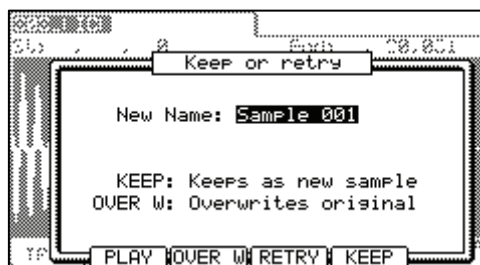 Keep or retry
New Name: Sample 001
KEEP: Keeps as new sample
OVER W: Overwrites original
PLAY OVER W RETRY KEEP